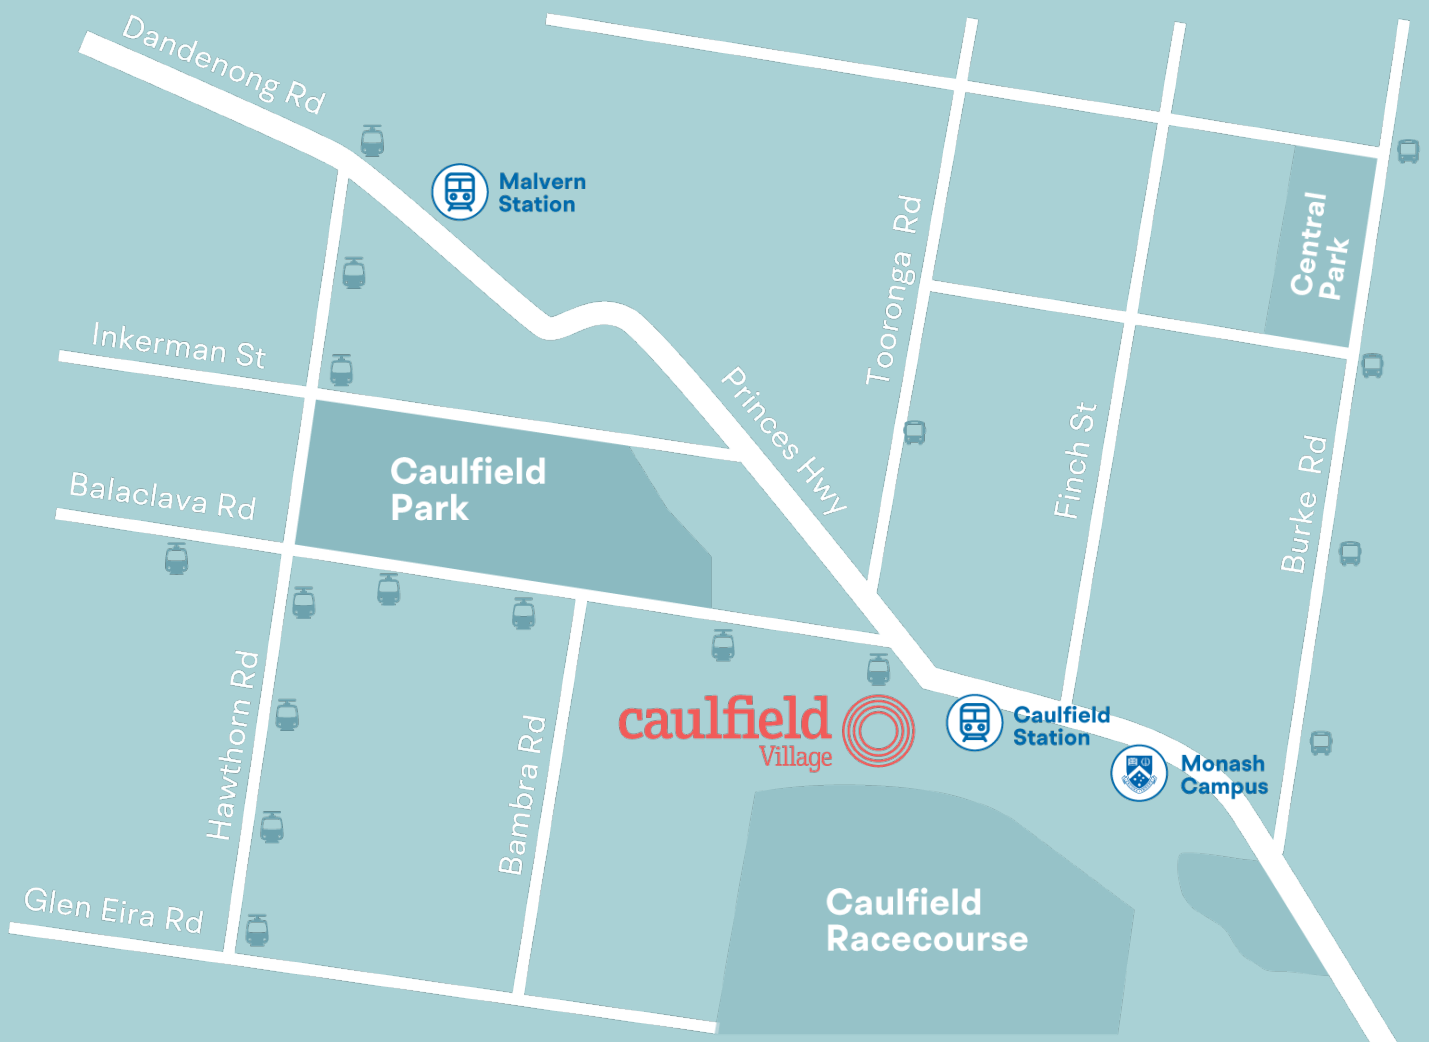 Dandenong Rd
Malvern
Station
Tooronga Rd
Central
Park
Inkerman St
Princes Hwy
Finch St
Burke Rd
Caulfield
Park
Balaclava Rd
Hawthorn Rd
Bambra Rd
caulfield
Village
Caulfield
Station
Monash
Campus
Glen Eira Rd
Caulfield
Racecourse